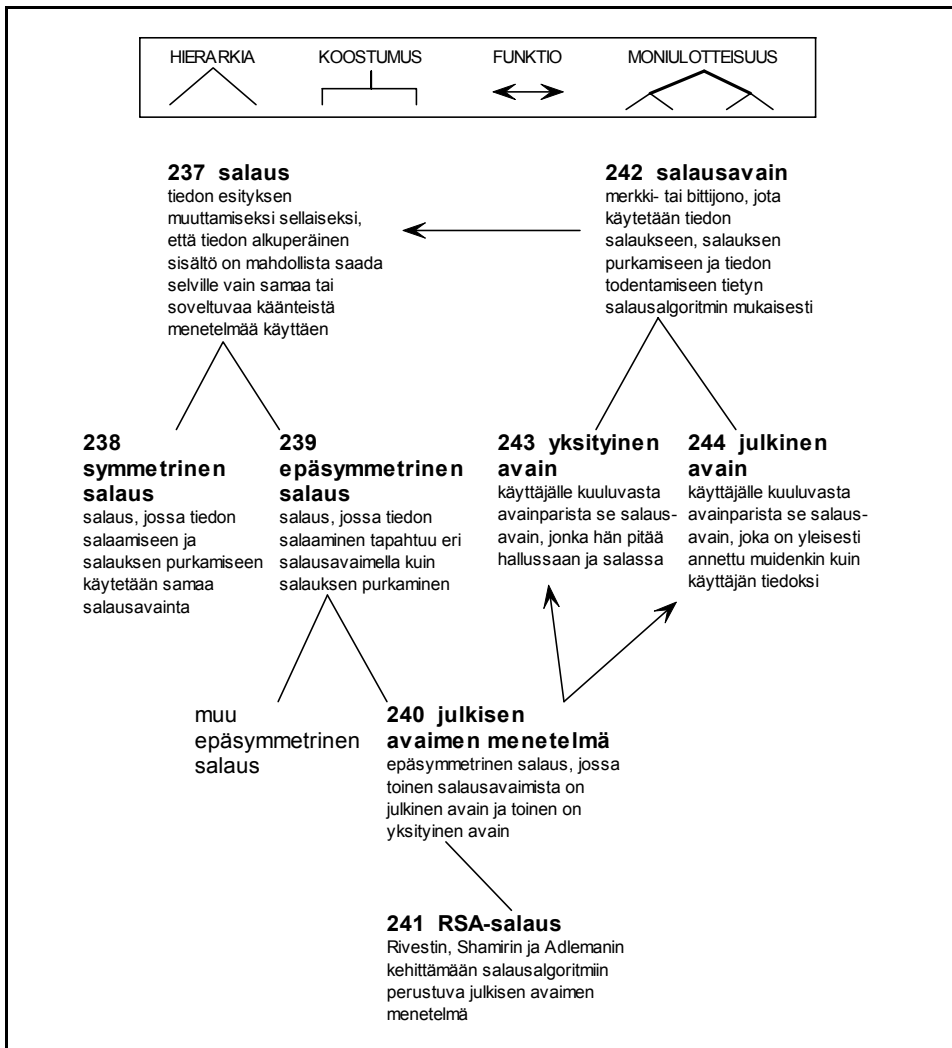 HIERARKIA KOOSTUMUS FUNKTIO MONIULOTTEISUUS
237 salaus
tiedon esityksen
muuttamiseksi sellaiseksi,
että tiedon alkuperäinen
sisältö on mahdollista saada
selville vain samaa tai
soveltuvaa käänteistä
menetelmää käyttäen
242 salausavain
merkki- tai bittijono, jota
käytetään tiedon
salaukseen, salauksen
purkamiseen ja tiedon
todentamiseen tietyn
salausalgoritmin mukaisesti
238
symmetrinen
salaus
salaus, jossa tiedon
salaamiseen ja
salauksen purkamiseen
käytetään samaa
salausavainta
239
epäsymmetrinen
salaus
salaus, jossa tiedon
salaaminen tapahtuu eri
salausavaimella kuin
salauksen purkaminen
243 yksityinen
avain
käyttäjälle kuuluvasta
avainparista se salaus-
avain, jonka hän pitää
hallussaan ja salassa
244 julkinen
avain
käyttäjälle kuuluvasta
avainparista se salaus-
avain, joka on yleisesti
annettu muidenkin kuin
käyttäjän tiedoksi
muu
epäsymmetrinen
salaus
240 julkisen
avaimen menetelmä
epäsymmetrinen salaus, jossa
toinen salausavaimista on
julkinen avain ja toinen on
yksityinen avain
241 RSA-salaus
Rivestin, Shamirin ja Adlemanin
kehittämään salausalgoritmiin
perustuva julkisen avaimen
menetelmä